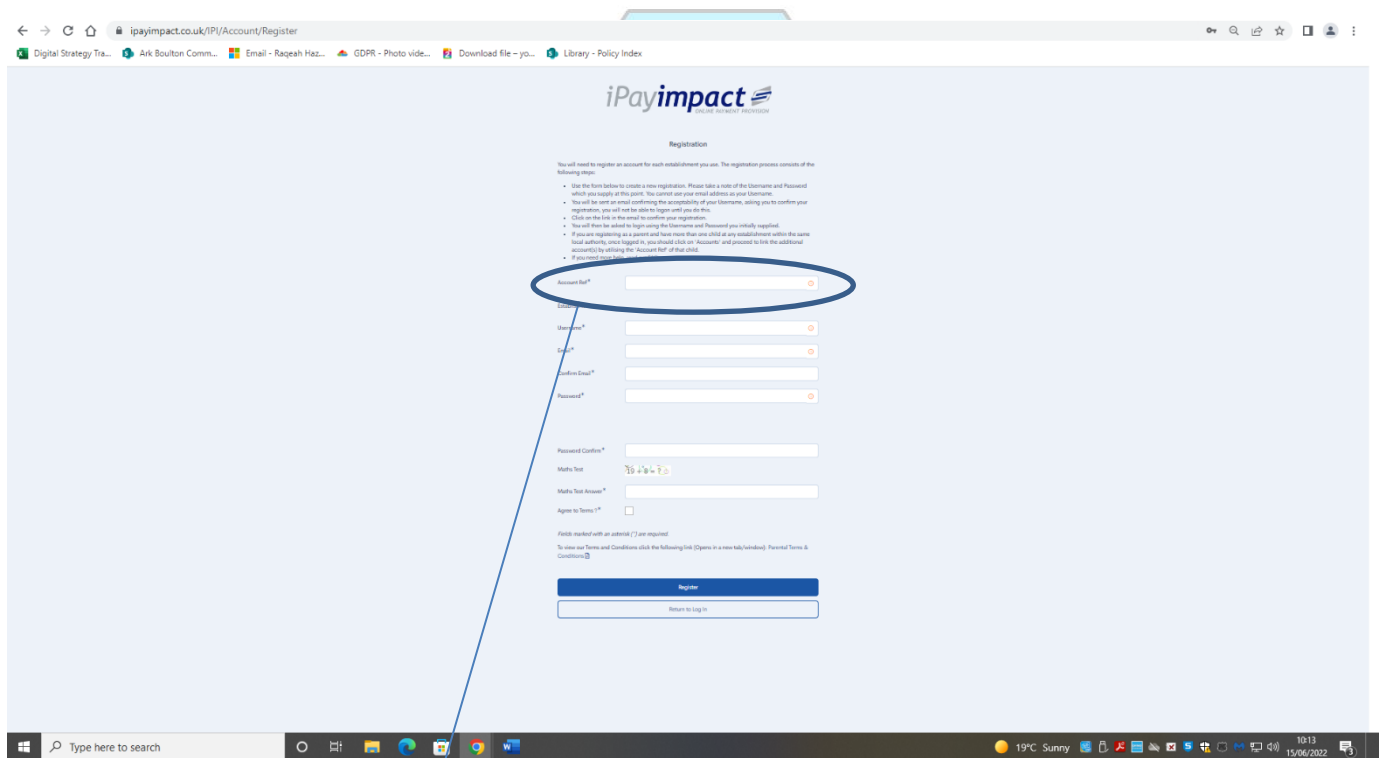 ipayimpact.co.uk/IPI/Account/Register
Digital Strategy Tra... Ark Boulton Comm... Email - Raqeah Haz... GDPR - Photo vide... Download file – yo... Library - Policy Index
iPayimpact
ONLINE PAYMENT PROVISION
Registration
You will need to register an account for each establishment you use. The registration process consists of the
following steps:
• Use the form below to create a new registration. Please take a note of the Username and Password
which you supply at this point. You cannot use your email address as your Username.
• You will be sent an email confirming the acceptability of your Username, asking you to confirm your
registration, you will not be able to logon until you do this.
• Click on the link in the email to confirm your registration.
• You will then be asked to login using the Username and Password you initially supplied.
• If you are registering as a parent and have more than one child at any establishment within the same
local authority, once logged in, you should click on 'Accounts' and proceed to link the additional
account(s) by utilising the 'Account Ref' of that child.
• If you need more help
Account Ref*
Username*
Email*
Confirm Email*
Password*
Password Confirm*
Maths Test
Maths Test Answer*
Agree to Terms ?*
Fields marked with an asterisk (*) are required.
To view our Terms and Conditions click the following link (Opens in a new tab/window): Parental Terms &
Conditions
Register
Return to Log In
Type here to search
19°C Sunny
10:13
15/06/2022